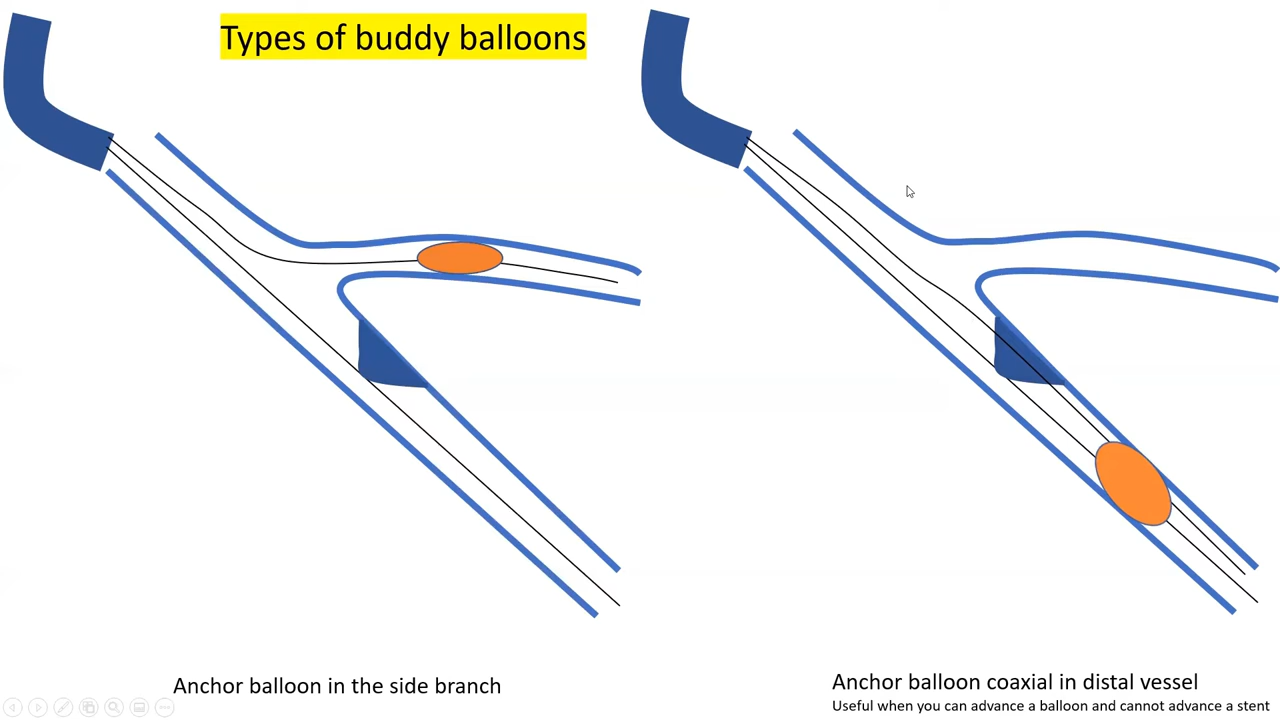 Types of buddy balloons
Anchor balloon in the side branch
Anchor balloon coaxial in distal vessel
Useful when you can advance a balloon and cannot advance a stent